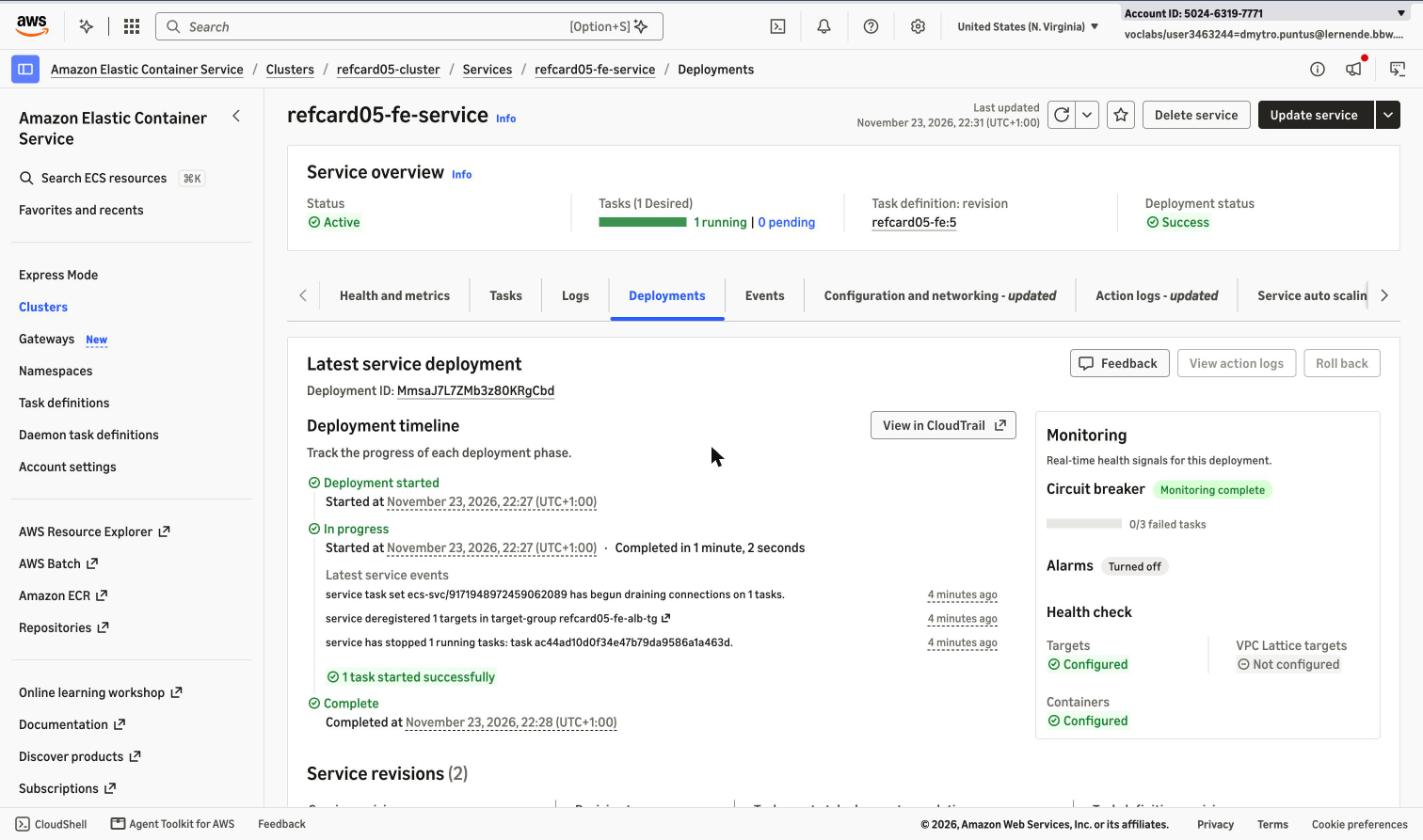 aws
Search
[Option+S]
United States (N. Virginia)
Account ID: 5024-6319-7771
voclabs/user3463244=dmytro.puntus@lernende.bbw....
Amazon Elastic Container Service / Clusters / refcard05-cluster / Services / refcard05-fe-service / Deployments
Amazon Elastic Container
Service
Search ECS resources ⌘K
Favorites and recents
Express Mode
Clusters
Gateways New
Namespaces
Task definitions
Daemon task definitions
Account settings
AWS Resource Explorer
AWS Batch
Amazon ECR
Repositories
Online learning workshop
Documentation
Discover products
Subscriptions
refcard05-fe-service Info
Last updated
November 23, 2026, 22:31 (UTC+1:00)
Delete service
Update service
Service overview Info
Status
Active
Tasks (1 Desired)
1 running | 0 pending
Task definition: revision
refcard05-fe:5
Deployment status
Success
Health and metrics
Tasks
Logs
Deployments
Events
Configuration and networking - updated
Action logs - updated
Service auto scalin
Latest service deployment
Feedback
View action logs
Roll back
Deployment ID: MmsaJ7L7ZMb3z80KRgCbd
Deployment timeline
View in CloudTrail
Track the progress of each deployment phase.
Deployment started
Started at November 23, 2026, 22:27 (UTC+1:00)
In progress
Started at November 23, 2026, 22:27 (UTC+1:00) · Completed in 1 minute, 2 seconds
Latest service events
service task set ecs-svc/9171948972459062089 has begun draining connections on 1 tasks. 4 minutes ago
service deregistered 1 targets in target-group refcard05-fe-alb-tg 4 minutes ago
service has stopped 1 running tasks: task ac44ad10d0f34e47b79da9586a1a463d. 4 minutes ago
1 task started successfully
Complete
Completed at November 23, 2026, 22:28 (UTC+1:00)
Monitoring
Real-time health signals for this deployment.
Circuit breaker Monitoring complete
0/3 failed tasks
Alarms Turned off
Health check
Targets
Configured
VPC Lattice targets
Not configured
Containers
Configured
Service revisions (2)
CloudShell
Agent Toolkit for AWS
Feedback
© 2026, Amazon Web Services, Inc. or its affiliates.
Privacy
Terms
Cookie preferences